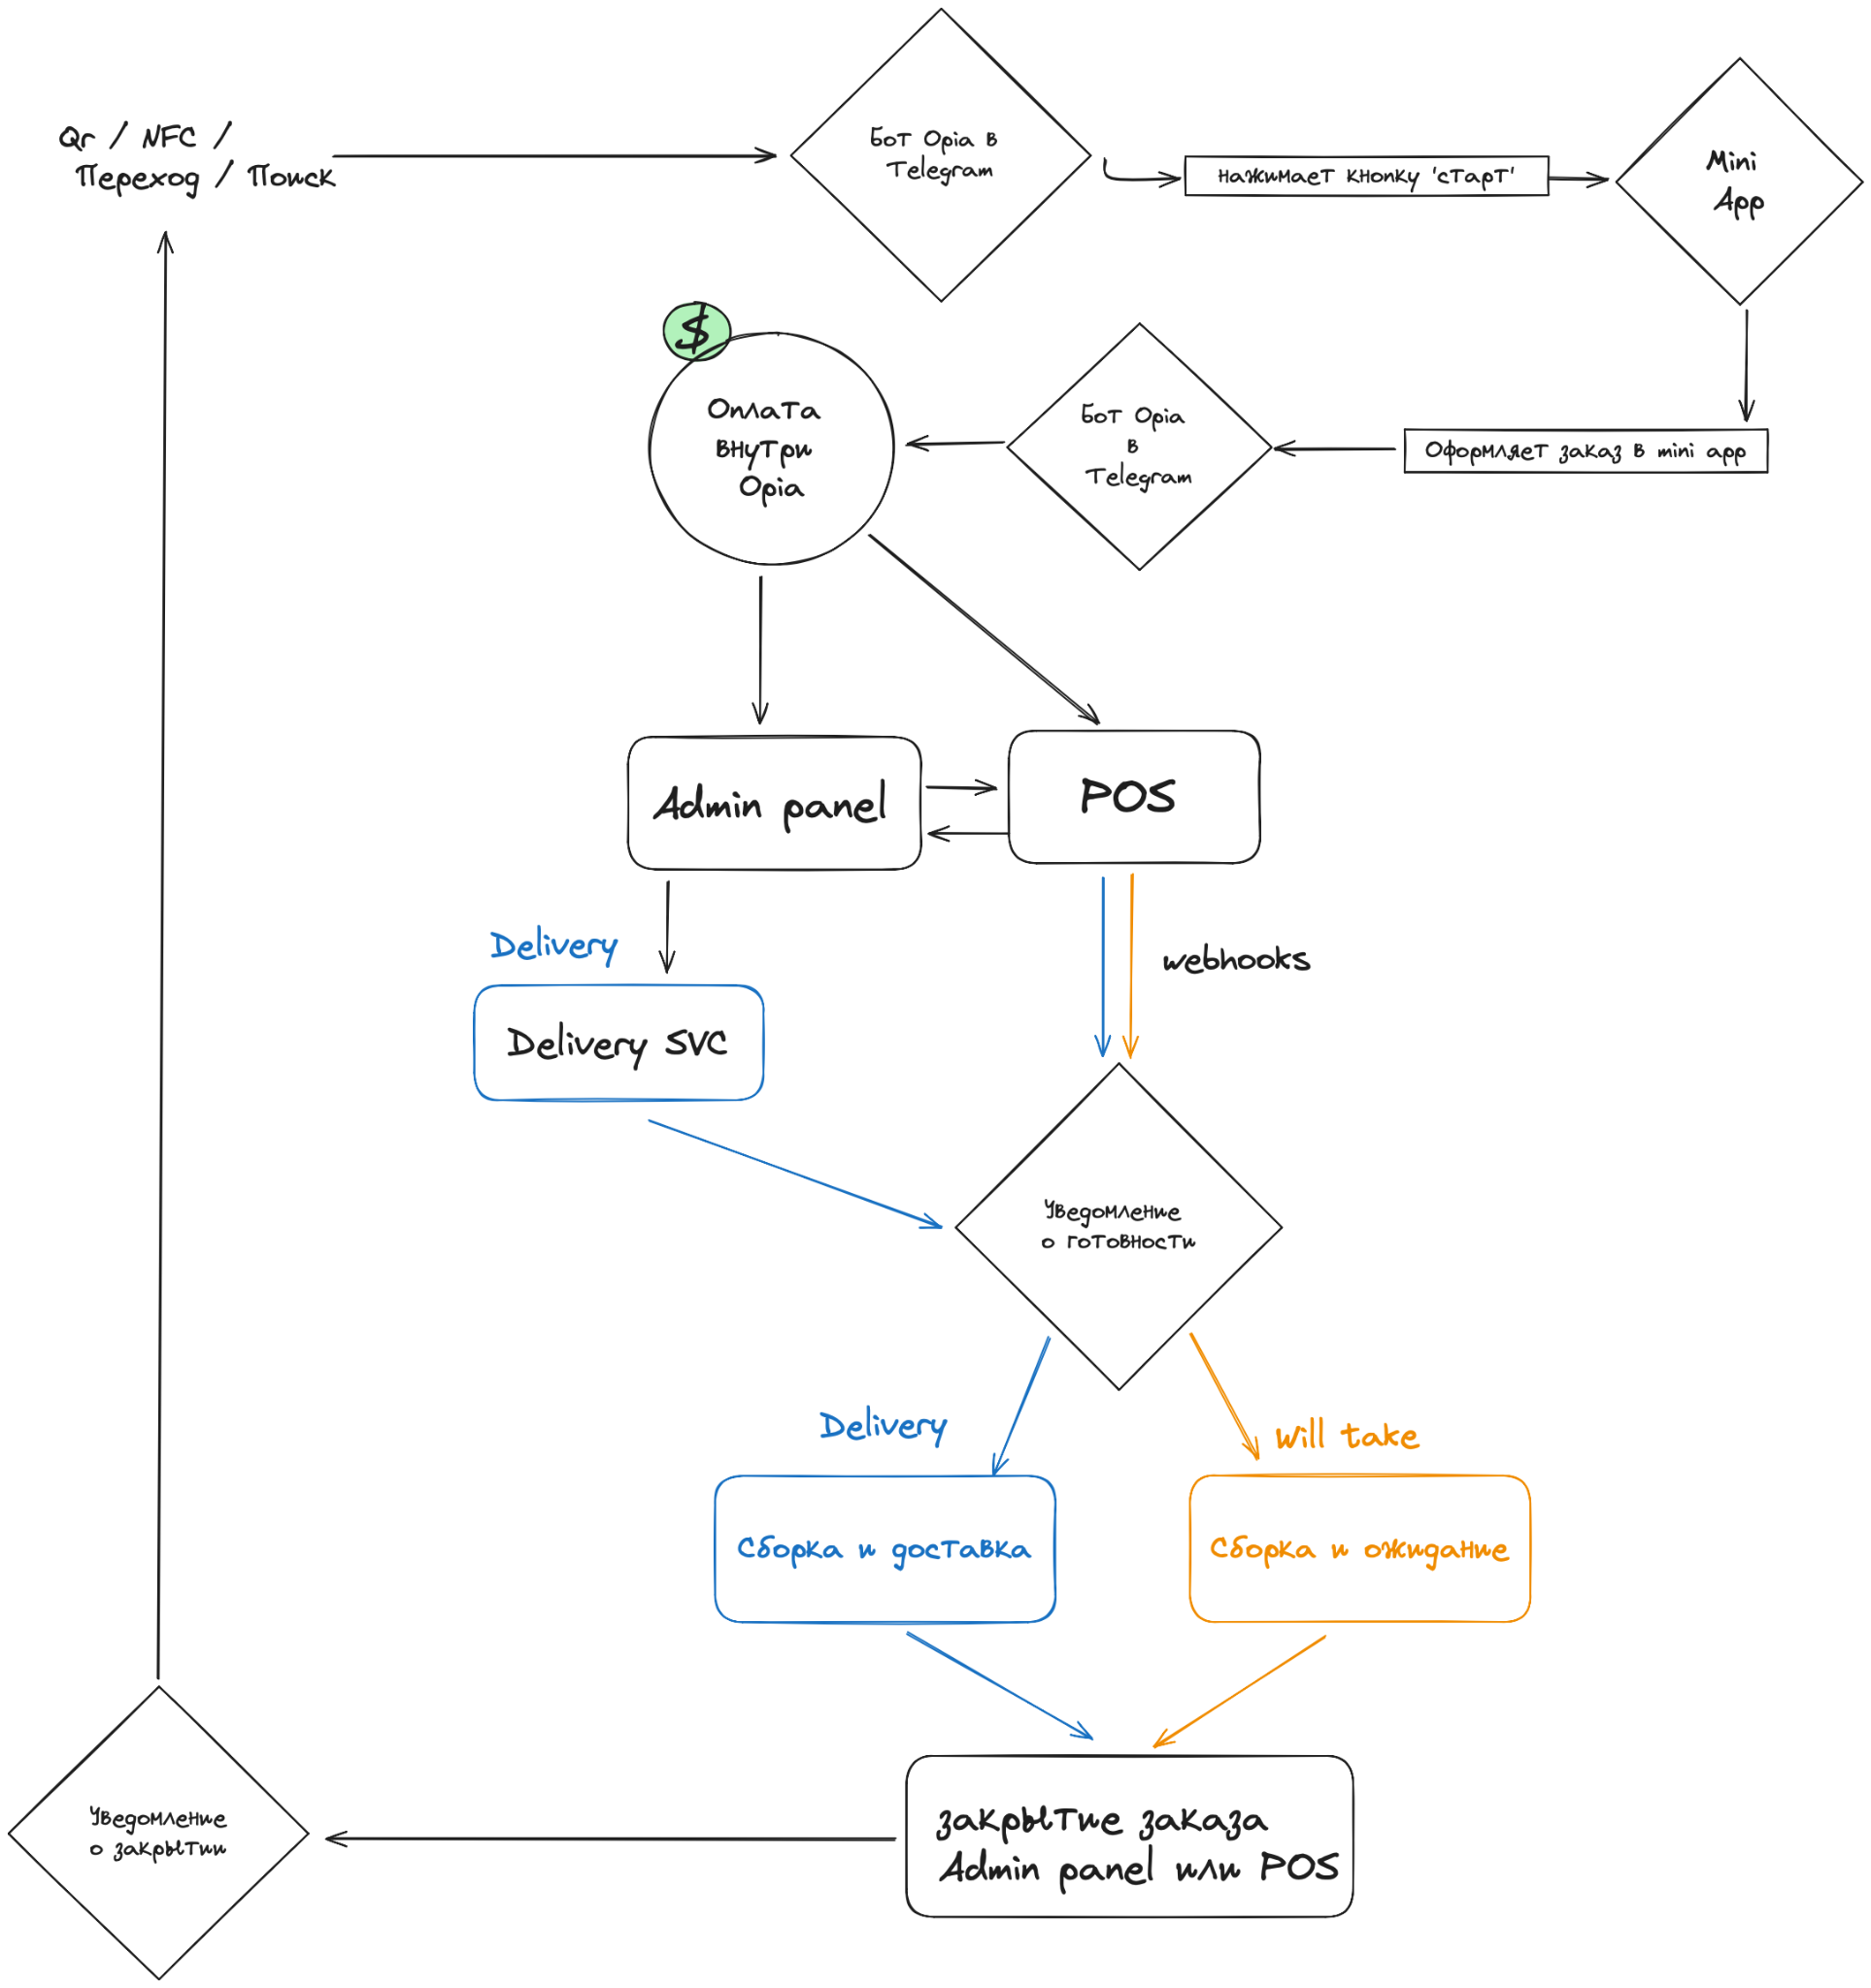 Qr / NFC /
Переход / Поиск
Бот Opia в
Telegram
нажимает кнопку 'старт'
Mini
App
$
Оплата
внутри
Opia
Бот Opia
в
Telegram
Оформляет заказ в mini app
Admin panel
POS
Delivery
webhooks
Delivery SVC
Уведомление
о готовности
Delivery
Will take
Сборка и доставка
Сборка и ожидание
Уведомление
о закрытии
закрытие заказа
Admin panel или POS